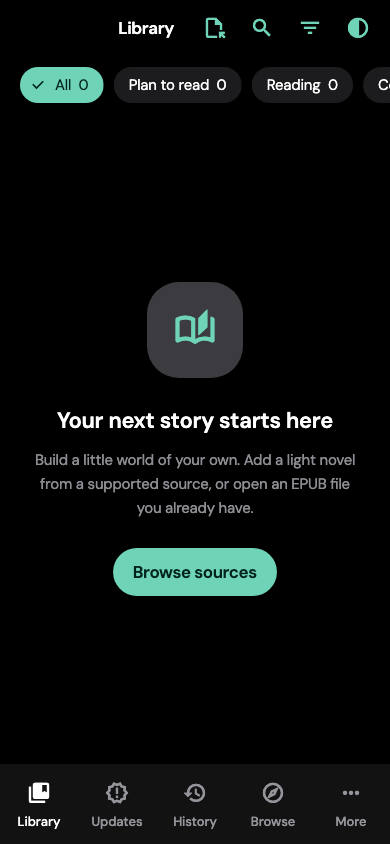 Library
All 0
Plan to read 0
Reading 0
Your next story starts here
Build a little world of your own. Add a light novel
from a supported source, or open an EPUB file
you already have.
Browse sources
Library
Updates
History
Browse
More